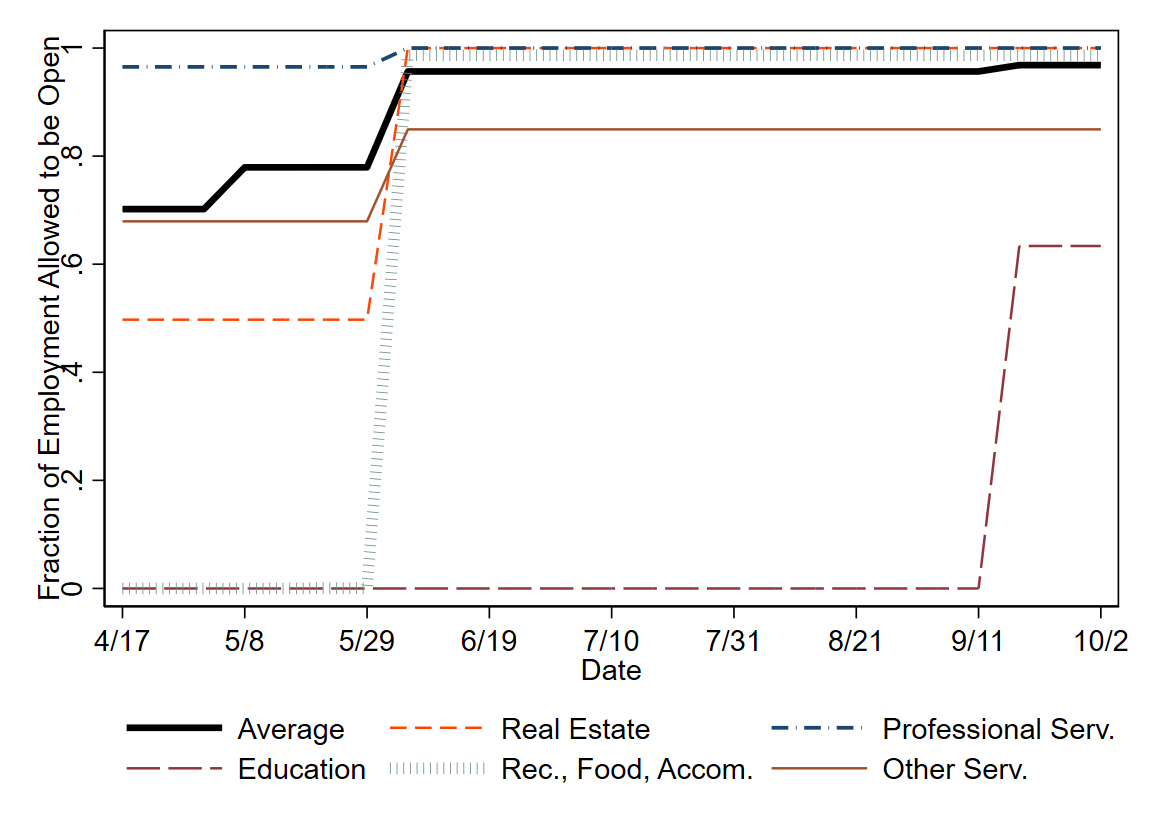 Fraction of Employment Allowed to be Open
1
.8
.6
.4
.2
0
4/17 5/8 5/29 6/19 7/10 7/31 8/21 9/11 10/2
Date
Average Real Estate Professional Serv.
Education Rec., Food, Accom. Other Serv.